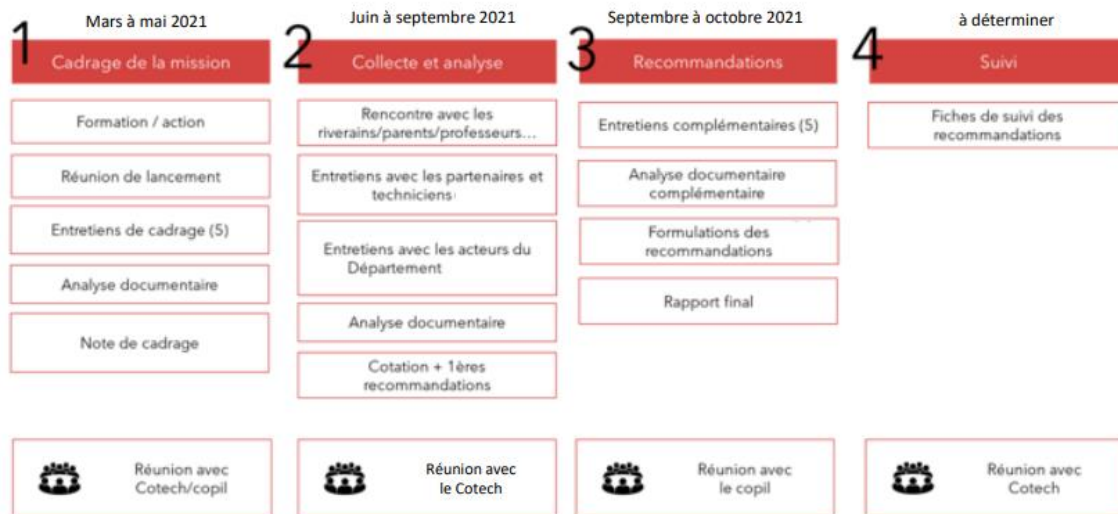 Mars à mai 2021
1
Cadrage de la mission
Formation / action
Réunion de lancement
Entretiens de cadrage (5)
Analyse documentaire
Note de cadrage
Réunion avec
Cotech/copil
Juin à septembre 2021
2
Collecte et analyse
Rencontre avec les
riverains/parents/professeurs...
Entretiens avec les partenaires et
techniciens
Entretiens avec les acteurs du
Département
Analyse documentaire
Cotation + 1ères
recommandations
Réunion avec
le Cotech
Septembre à octobre 2021
3
Recommandations
Entretiens complémentaires (5)
Analyse documentaire
complémentaire
Formulations des
recommandations
Rapport final
Réunion avec
le copil
à déterminer
4
Suivi
Fiches de suivi des
recommandations
Réunion avec
Cotech